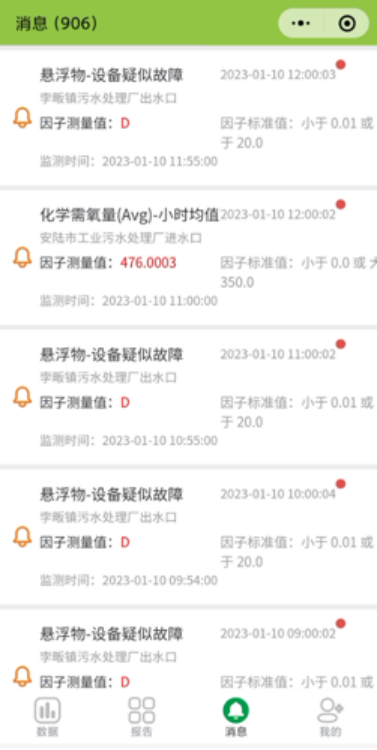 消息 (906)
悬浮物-设备疑似故障 2023-01-10 12:00:03
李畈镇污水处理厂出水口
因子测量值: D 因子标准值: 小于 0.01 或
于 20.0
监测时间: 2023-01-10 11:55:00
化学需氧量(Avg)-小时均值 2023-01-10 12:00:02
安陆市工业污水处理厂进水口
因子测量值: 476.0003 因子标准值: 小于 0.0 或
350.0
监测时间: 2023-01-10 11:00:00
悬浮物-设备疑似故障 2023-01-10 11:00:02
李畈镇污水处理厂出水口
因子测量值: D 因子标准值: 小于 0.01 或
于 20.0
监测时间: 2023-01-10 10:55:00
悬浮物-设备疑似故障 2023-01-10 10:00:04
李畈镇污水处理厂出水口
因子测量值: D 因子标准值: 小于 0.01 或
于 20.0
监测时间: 2023-01-10 09:54:00
悬浮物-设备疑似故障 2023-01-10 09:00:02
李畈镇污水处理厂出水口
因子测量值: D 因子标准值: 小于 0.01 或
数据 报告 消息 我的